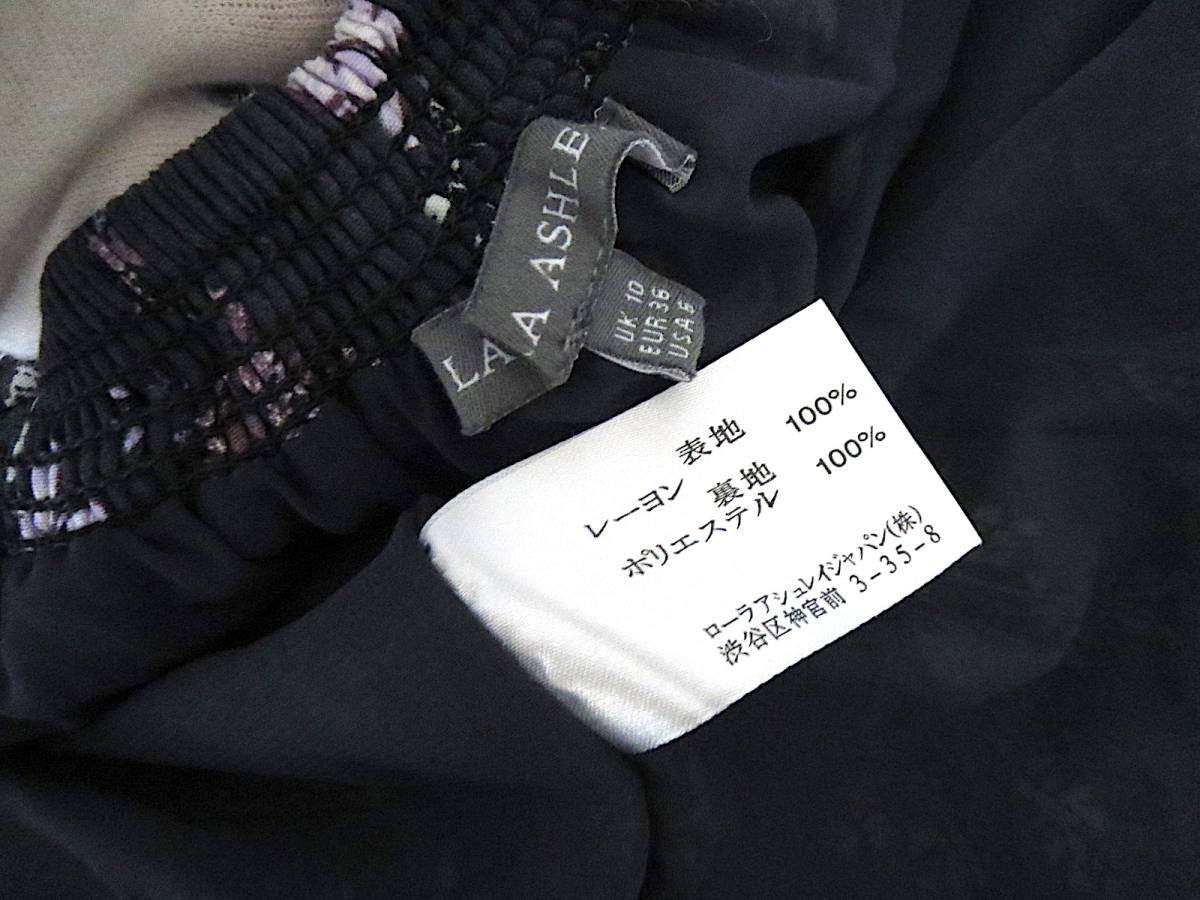 LA A ASHLE
UK 10
EUR 36
USA 6
表地
レーヨン 100%
裏地
ポリエステル 100%
ローラアシュレイジャパン(株)
渋谷区神宮前 3-35-8